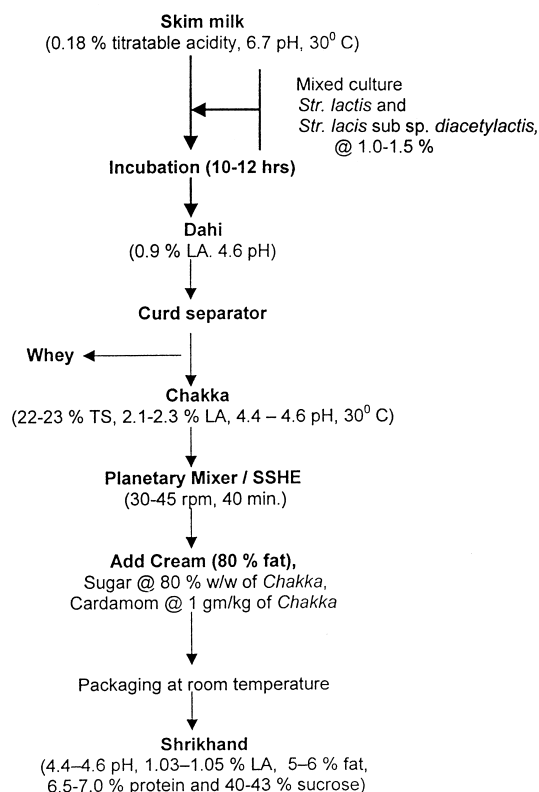 Skim milk
(0.18 % titratable acidity, 6.7 pH, 30⁰ C)
Mixed culture
Str. lactis and
Str. lacis sub sp. diacetylactis,
@ 1.0-1.5 %
Incubation (10-12 hrs)
Dahi
(0.9 % LA. 4.6 pH)
Curd separator
Whey
Chakka
(22-23 % TS, 2.1-2.3 % LA, 4.4 – 4.6 pH, 30⁰ C)
Planetary Mixer / SSHE
(30-45 rpm, 40 min.)
Add Cream (80 % fat),
Sugar @ 80 % w/w of Chakka,
Cardamom @ 1 gm/kg of Chakka
Packaging at room temperature
Shrikhand
(4.4–4.6 pH, 1.03–1.05 % LA, 5–6 % fat,
6.5-7.0 % protein and 40-43 % sucrose)